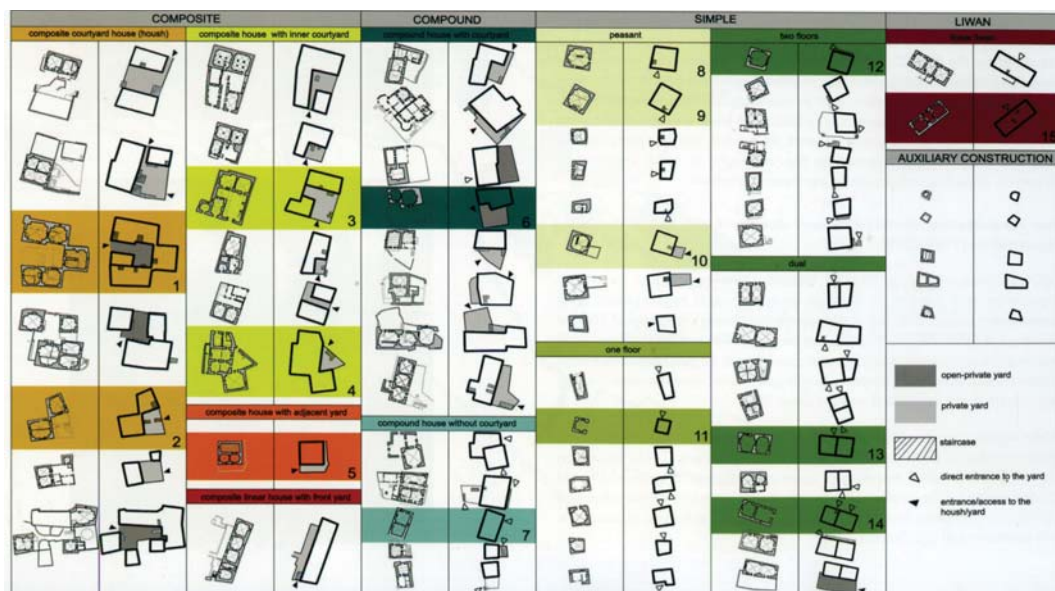 COMPOSITE
COMPOUND
SIMPLE
LIWAN
composite courtyard house (housh)
composite house with inner courtyard
compound house with courtyard
peasant
two floors
8
12
9
15
AUXILIARY CONSTRUCTION
3
6
10
dual
1
4
one floor
open-private yard
private yard
2
composite house with adjacent yard
compound house without courtyard
11
staircase
5
13
direct entrance to the yard
composite linear house with front yard
entrance/access to the
housh/yard
7
14